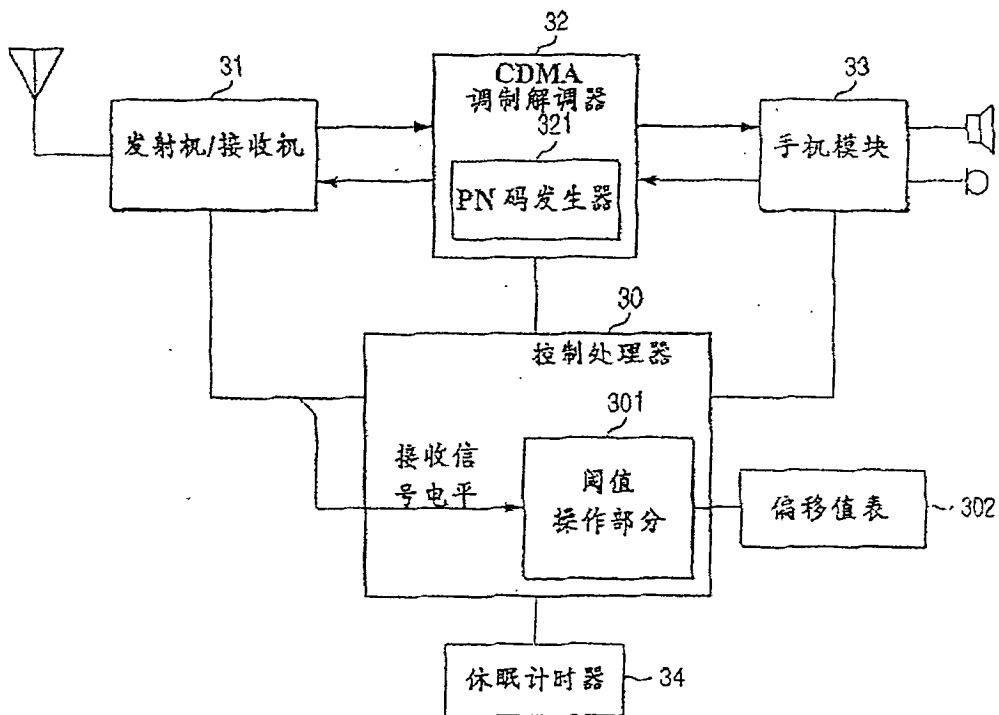 31
发射机/接收机
32
CDMA
调制解调器
321
PN码发生器
33
手机模块
30
控制处理器
301
接收信
号电平
阈值
操作部分
偏移值表
302
休眠计时器
34